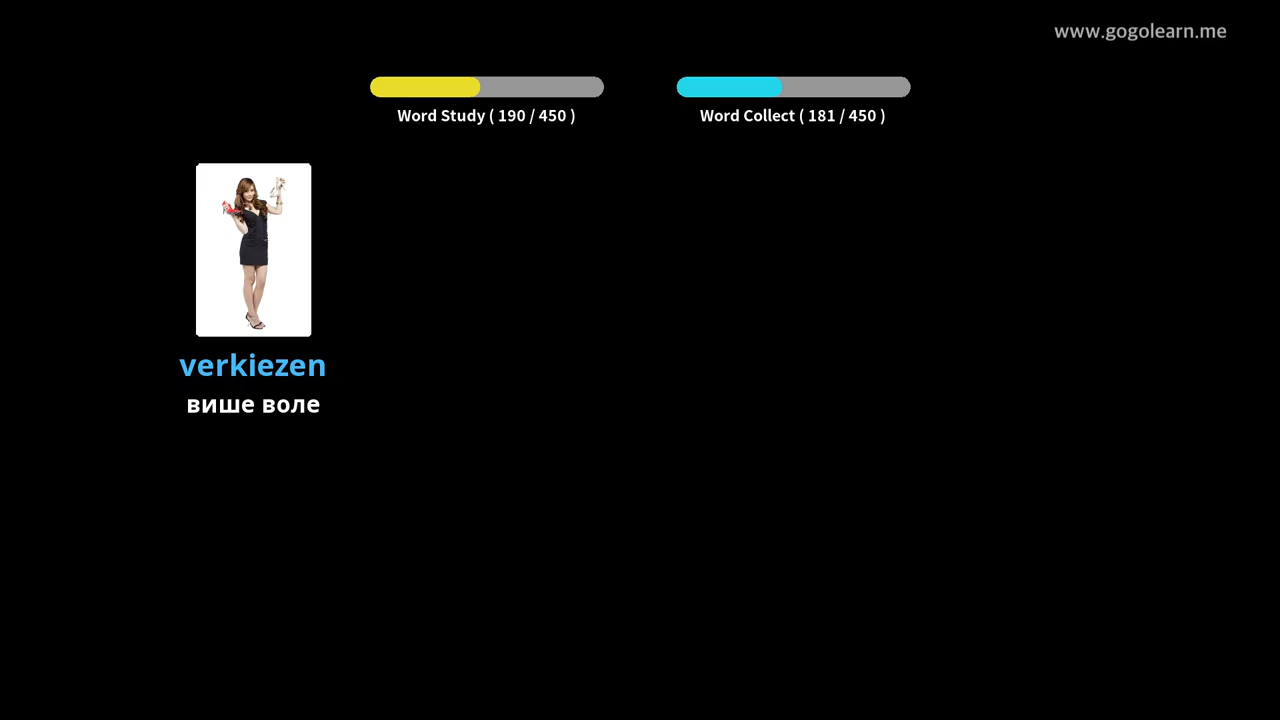 www.gogolearn.me
Word Study ( 190 / 450 )
Word Collect ( 181 / 450 )
verkiezen
више воле